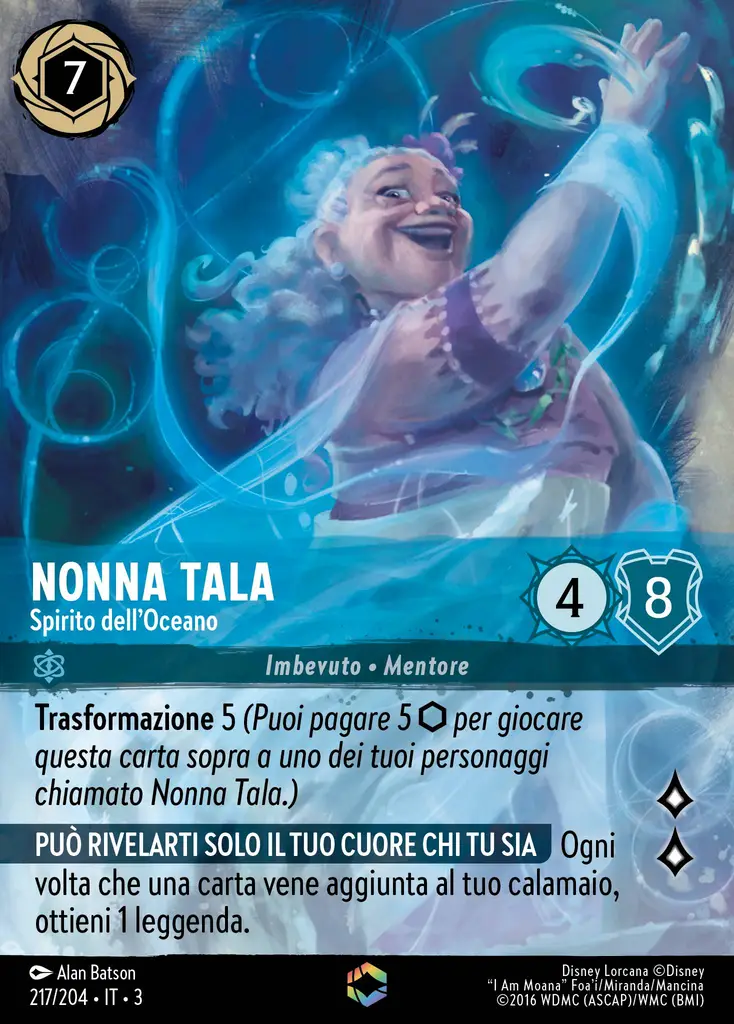 7
NONNA TALA
Spirito dell'Oceano
4
8
Imbevuto • Mentore
Trasformazione 5 (Puoi pagare 5 ⬡ per giocare
questa carta sopra a uno dei tuoi personaggi
chiamato Nonna Tala.)
PUÒ RIVELARTI SOLO IL TUO CUORE CHI TU SIA Ogni
volta che una carta vene aggiunta al tuo calamaio,
ottieni 1 leggenda.
Alan Batson
217/204 • IT • 3
Disney Lorcana ©Disney
"I Am Moana" Foa'i/Miranda/Mancina
©2016 WDMC (ASCAP)/WMC (BMI)